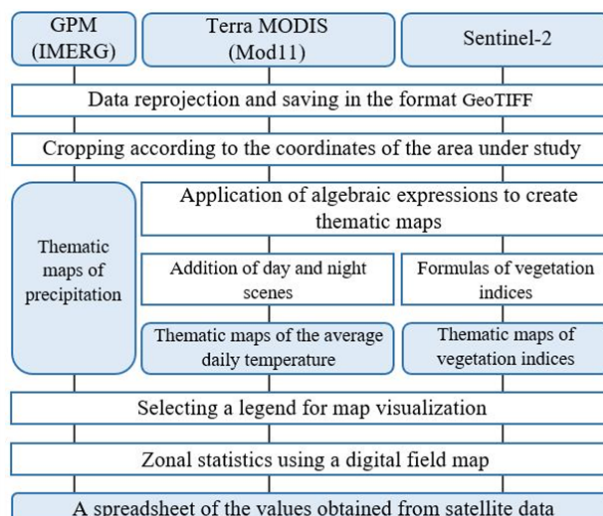 GPM
(IMERG)
Terra MODIS
(Mod11)
Sentinel-2
Data reprojection and saving in the format GeoTIFF
Cropping according to the coordinates of the area under study
Thematic
maps of
precipitation
Application of algebraic expressions to create
thematic maps
Addition of day and night
scenes
Formulas of vegetation
indices
Thematic maps of the average
daily temperature
Thematic maps of
vegetation indices
Selecting a legend for map visualization
Zonal statistics using a digital field map
A spreadsheet of the values obtained from satellite data